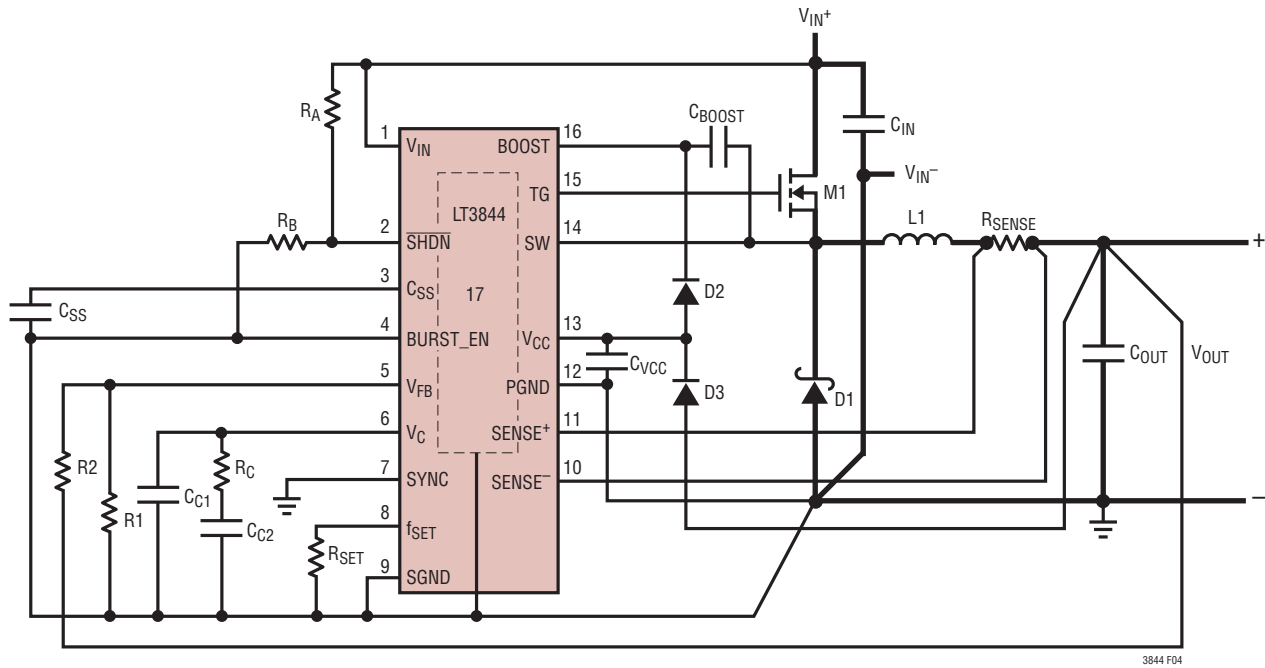 V_IN+
R_A
C_BOOST
C_IN
1 V_IN BOOST 16
V_IN−
TG 15
M1
LT3844
R_B
2 SHDN SW 14
L1 R_SENSE
+
3 C_SS
17
D2
C_SS
4 BURST_EN V_CC 13
C_VCC
C_OUT V_OUT
5 V_FB PGND 12
D3 D1
6 V_C SENSE+ 11
R2 R_C
7 SYNC SENSE− 10
C_C1
−
R1 C_C2
8 f_SET
R_SET
9 SGND
3844 F04